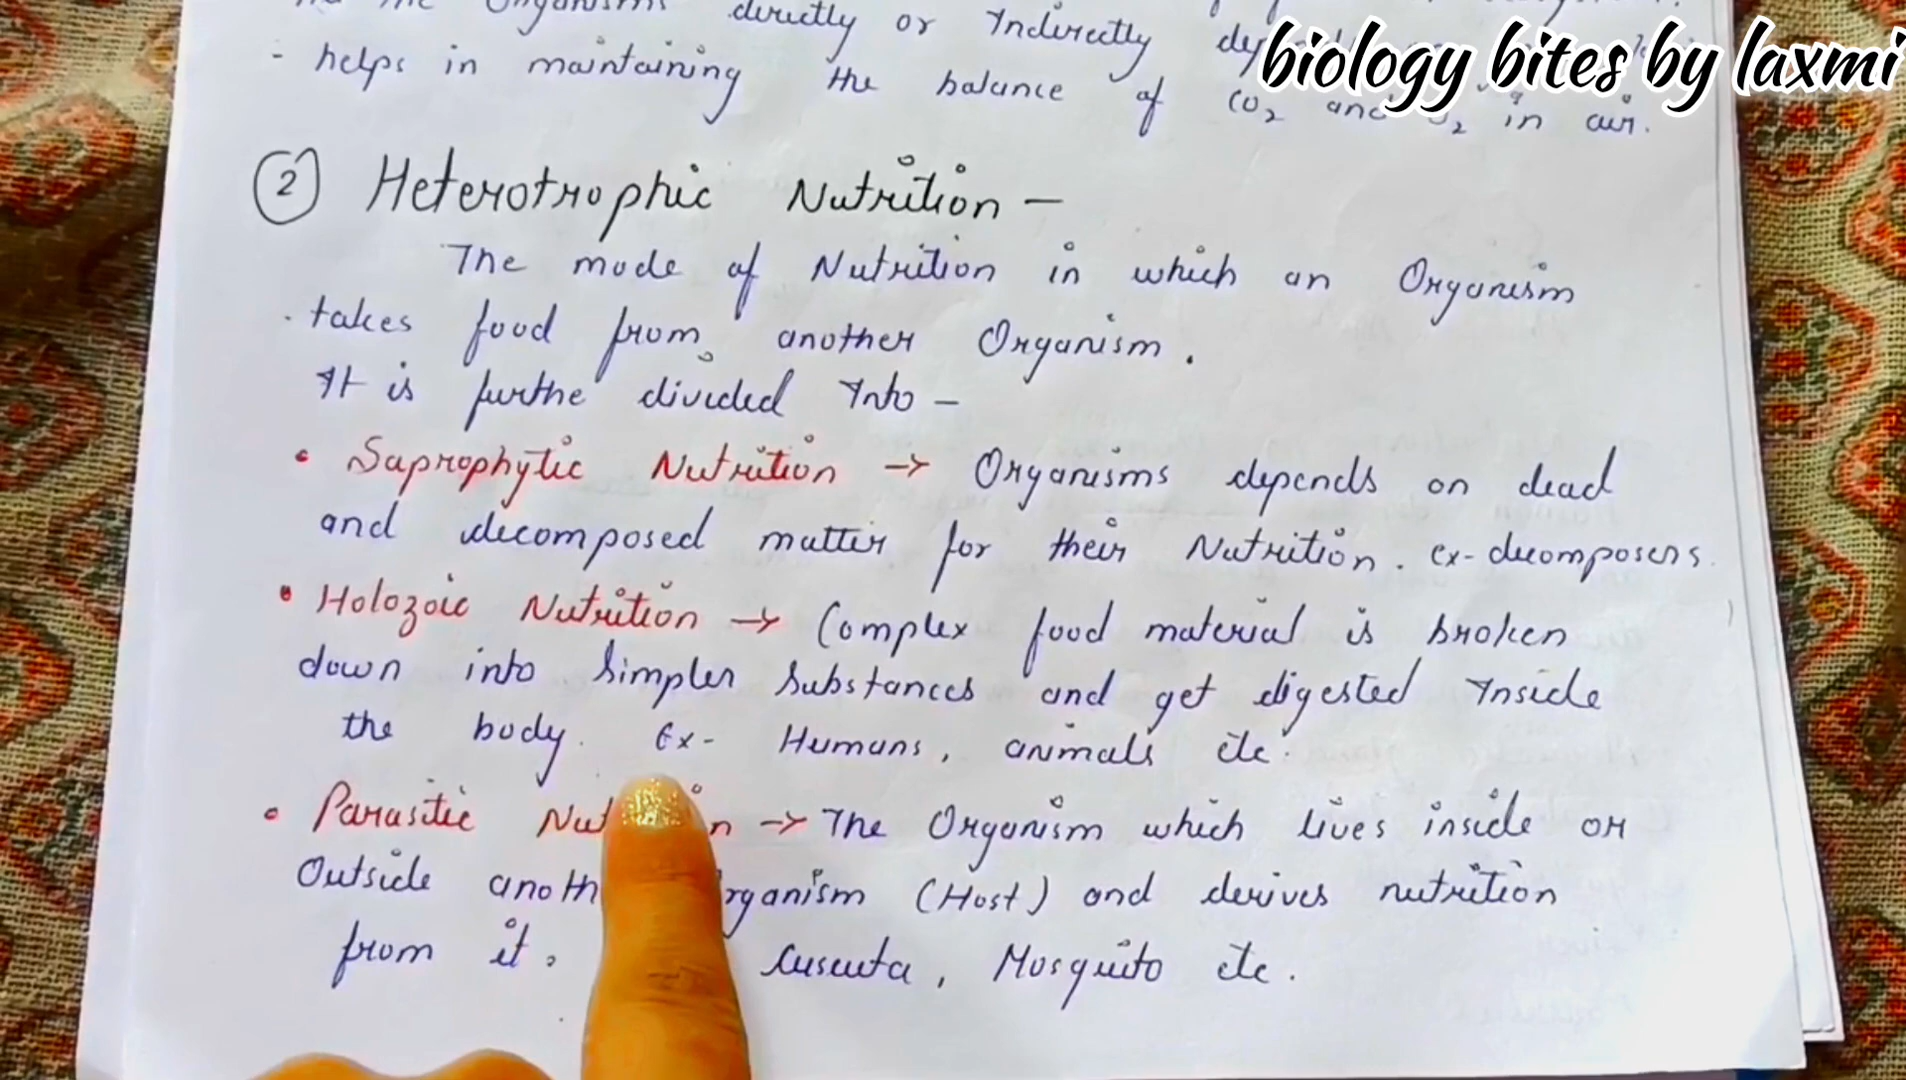 Organisms directly or Indirectly
biology bites by laxmi
- helps in maintaining the balance of CO2 and O2 in air.
② Heterotrophic Nutrition –
The mode of Nutrition in which an Organism
takes food from another Organism.
It is furthe divided Into –
• Saprophytic Nutrition → Organisms depends on dead
and decomposed matter for their Nutrition. ex- decomposers.
• Holozoic Nutrition → Complex food material is broken
down into simpler substances and get digested Inside
the body. Ex- Humans, animals etc.
• Parasitic → The Organism which lives inside or
Outside Organism (Host) and derives nutrition
from it. Cuscuta, Mosquito etc.